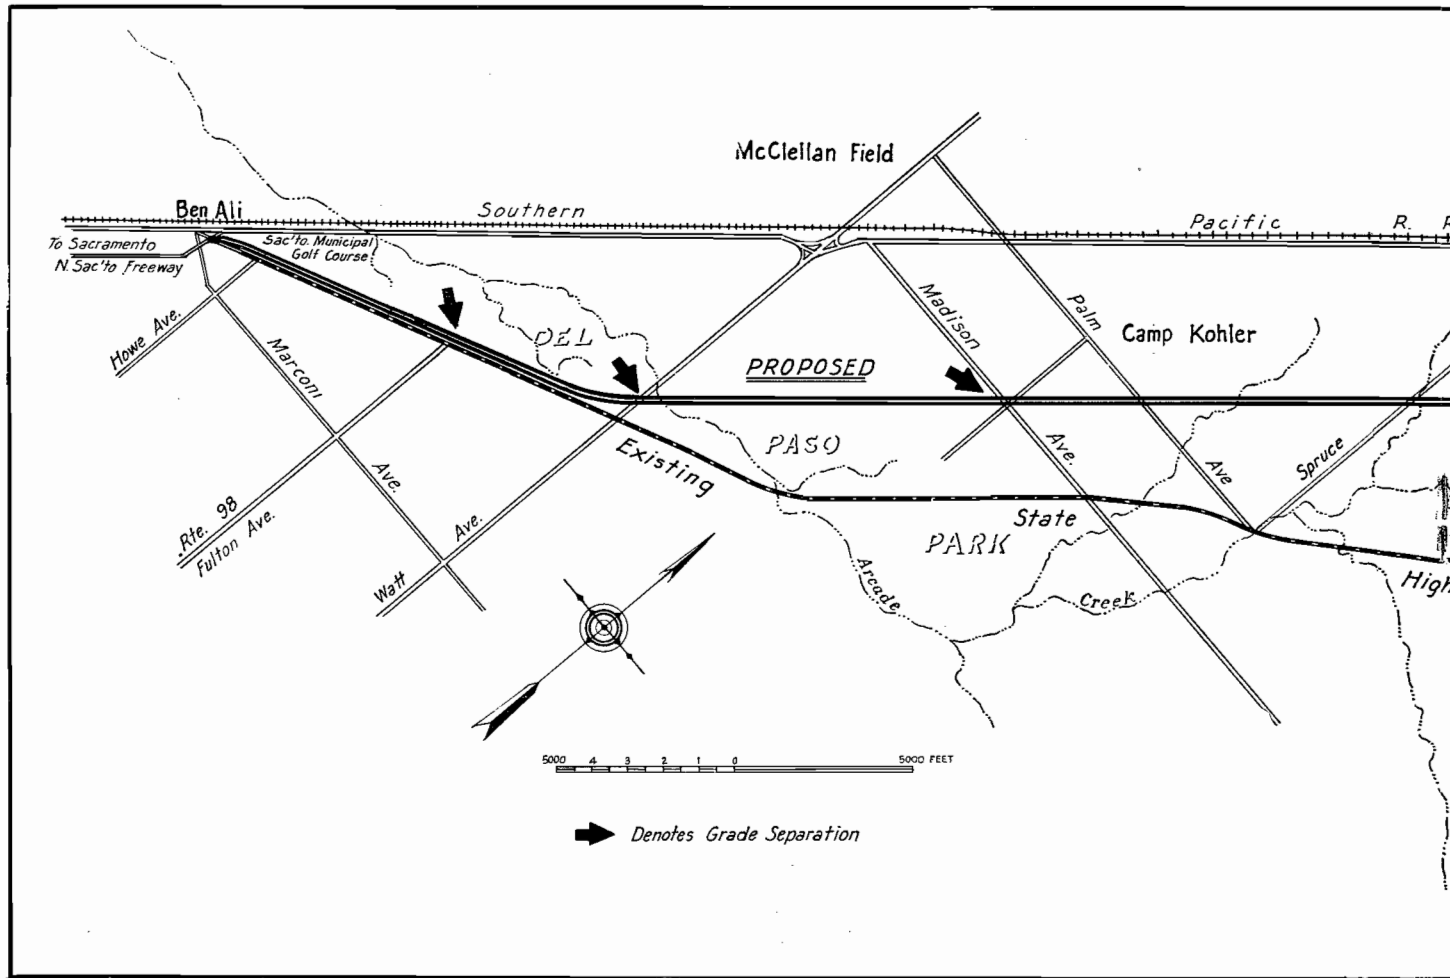 McClellan Field
Ben Ali
Southern
Pacific
R.
R
To Sacramento
N. Sac'to Freeway
Sac'to Municipal
Golf Course
Howe Ave.
Marconi
Ave.
Rte. 98
Fulton Ave.
Watt
Ave.
DEL
PASO
PARK
PROPOSED
Madison
Ave.
Palm
Ave
Camp Kohler
Spruce
Existing
State
High
Arcade
Creek
5000 4 3 2 1 0 5000 FEET
Denotes Grade Separation